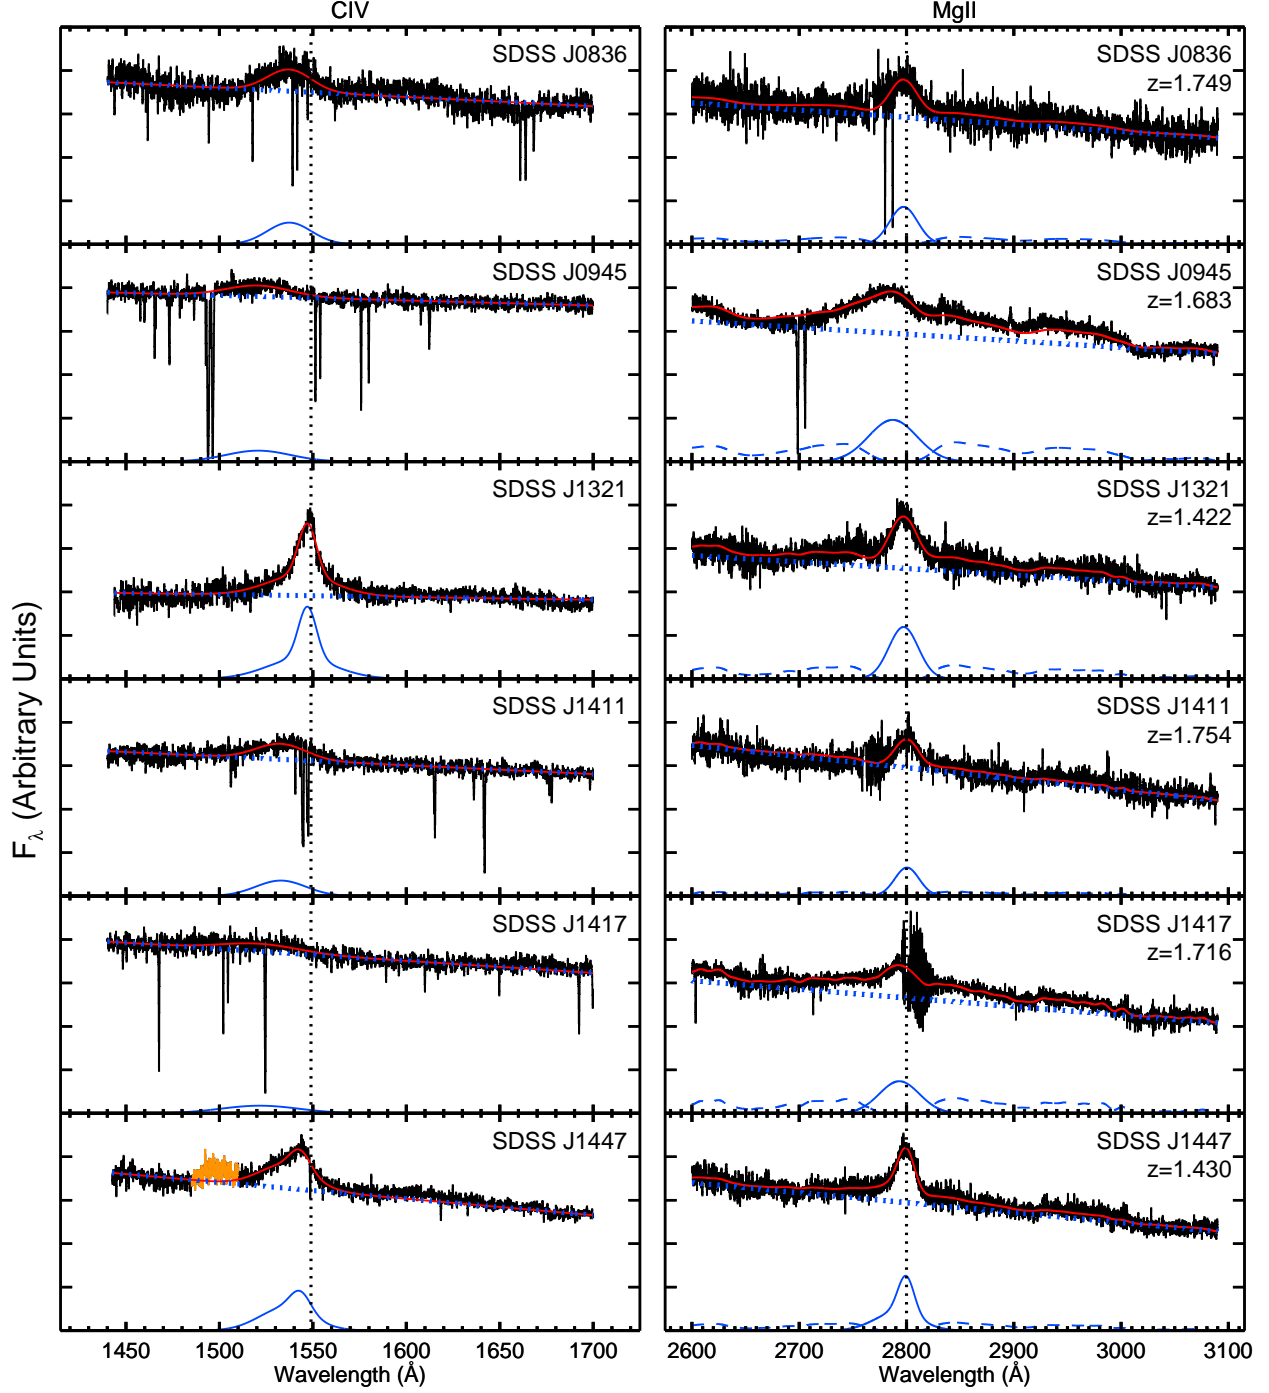 CIV
MgII
SDSS J0836
SDSS J0836
z=1.749
SDSS J0945
SDSS J0945
z=1.683
SDSS J1321
SDSS J1321
z=1.422
SDSS J1411
SDSS J1411
z=1.754
SDSS J1417
SDSS J1417
z=1.716
SDSS J1447
SDSS J1447
z=1.430
Fλ (Arbitrary Units)
1450 1500 1550 1600 1650 1700
2600 2700 2800 2900 3000 3100
Wavelength (Å)
Wavelength (Å)